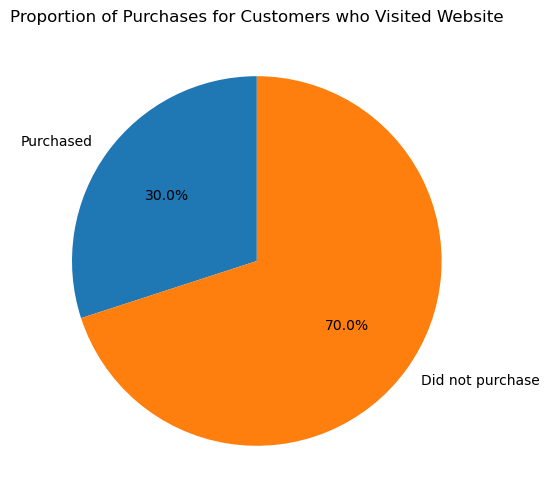 Proportion of Purchases for Customers who Visited Website
Purchased
30.0%
70.0%
Did not purchase